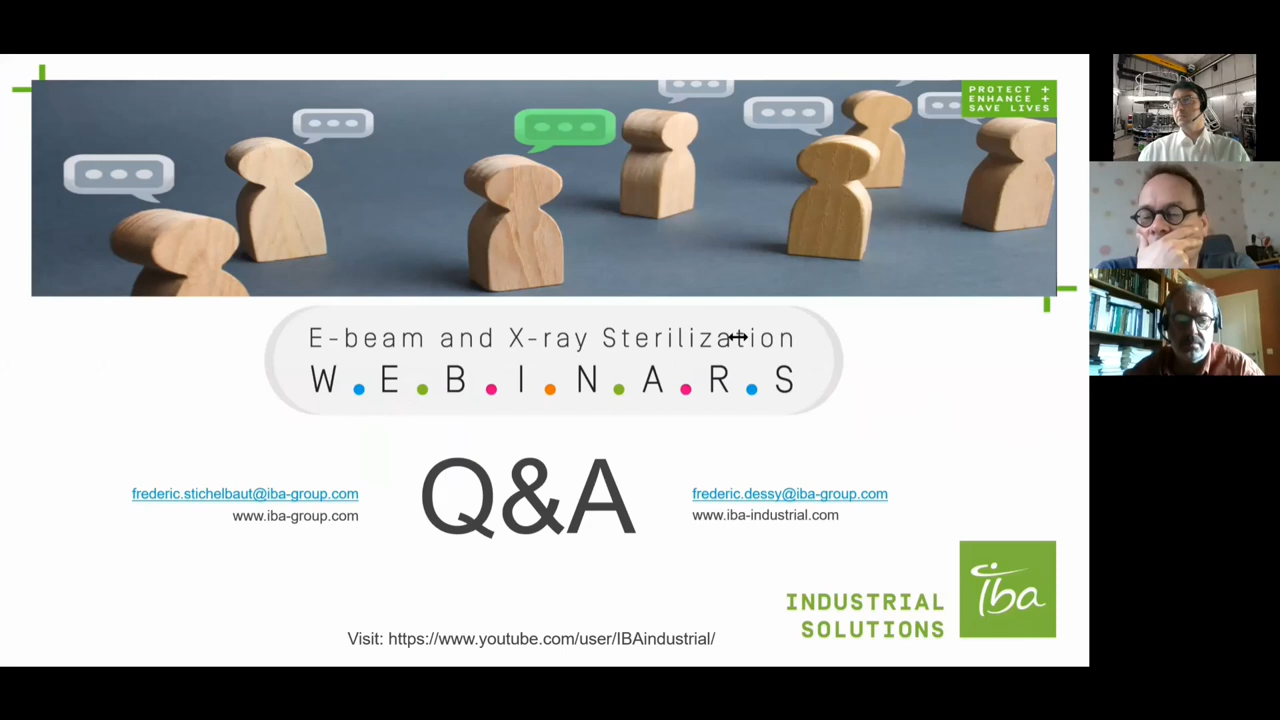 PROTECT +
ENHANCE +
SAVE LIVES
E-beam and X-ray Sterilization
W.E.B.I.N.A.R.S
Q&A
frederic.stichelbaut@iba-group.com
www.iba-group.com
frederic.dessy@iba-group.com
www.iba-industrial.com
INDUSTRIAL
SOLUTIONS
iba
Visit: https://www.youtube.com/user/IBAindustrial/